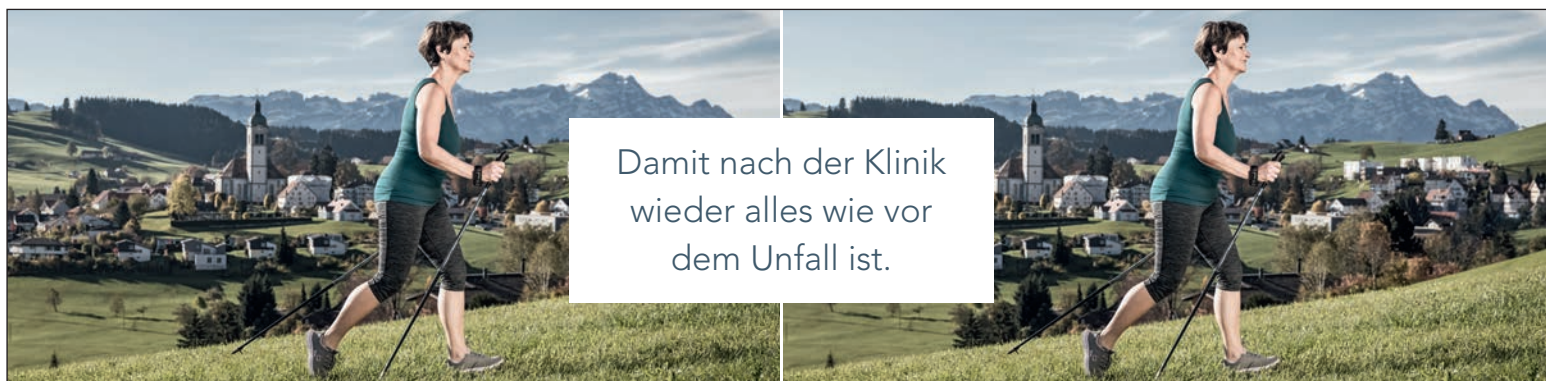 Damit nach der Klinik
wieder alles wie vor
dem Unfall ist.